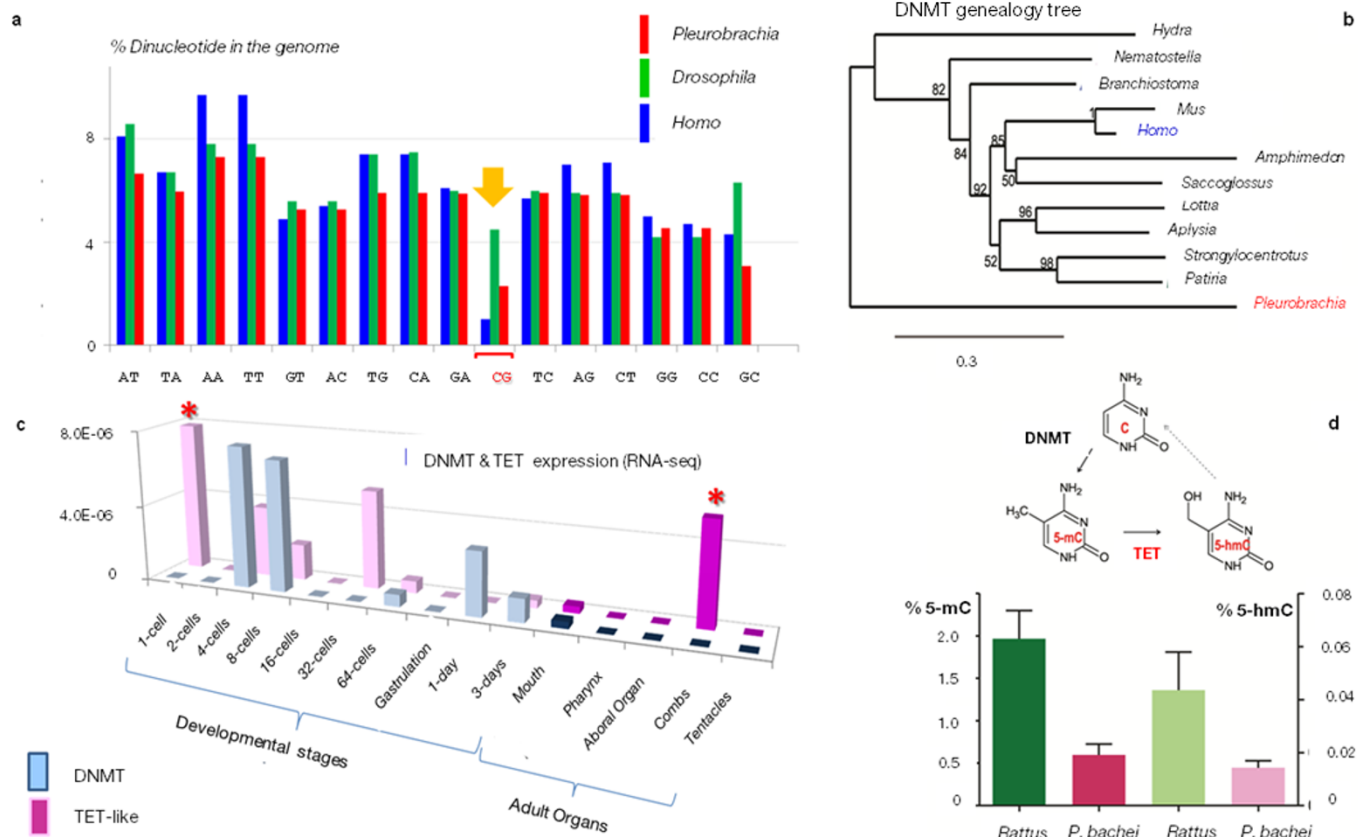 a
% Dinucleotide in the genome
Pleurobrachia
Drosophila
Homo
8
4
0
AT TA AA TT GT AC TG CA GA CG TC AG CT GG CC GC
DNMT genealogy tree
b
Hydra
Nematostella
82
Branchiostoma
Mus
1
Homo
85
84
Amphimedon
50
Saccoglossus
92
Lottia
96
Aplysia
52
Strongylocentrotus
98
Patiria
Pleurobrachia
0.3
c
8.0E-06
4.0E-06
0
*
*
DNMT & TET expression (RNA-seq)
1-cell
2-cells
4-cells
8-cells
16-cells
32-cells
64-cells
Gastrulation
1-day
3-days
Mouth
Pharynx
Aboral Organ
Combs
Tentacles
Developmental stages
Adult Organs
DNMT
TET-like
d
NH2
N
C
NH
O
DNMT
NH2
H3C
N
5-mC
NH
O
TET
OH
NH2
N
5-hmC
NH
O
% 5-mC
% 5-hmC
2.0
1.5
1.0
0.5
0
0.08
0.06
0.04
0.02
0
Rattus P. bachei Rattus P. bachei